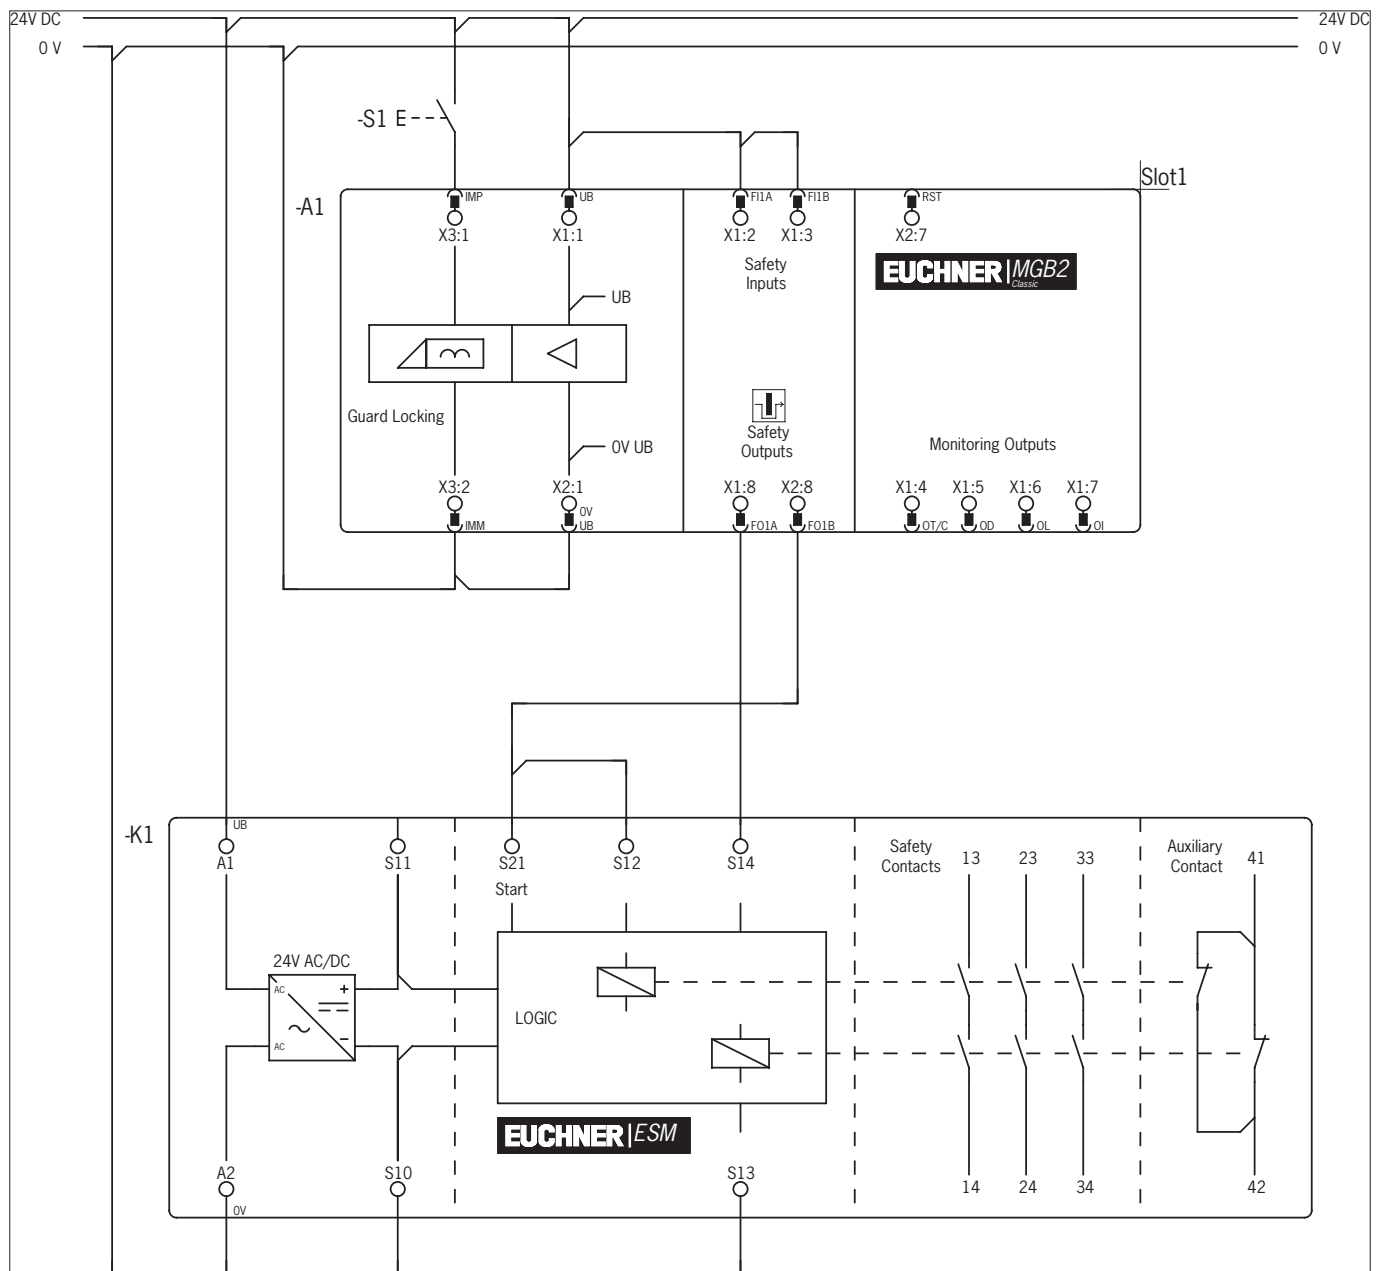 24V DC
24V DC
0 V
0 V
-S1 E
Slot1
-A1
IMP
UB
FI1A
FI1B
RST
X3:1
X1:1
X1:2
X1:3
X2:7
Safety
Inputs
EUCHNER MGB2
Classic
UB
Guard Locking
Safety
Outputs
0V UB
Monitoring Outputs
X3:2
X2:1
X1:8
X2:8
X1:4
X1:5
X1:6
X1:7
0V
IMM
UB
FO1A
FO1B
OT/C
OD
OL
OI
-K1
UB
A1
S11
S21
S12
S14
Start
Safety
Contacts
13
23
33
Auxiliary
Contact
41
24V AC/DC
AC
+
AC
-
LOGIC
EUCHNER ESM
A2
S10
S13
14
24
34
42
0V